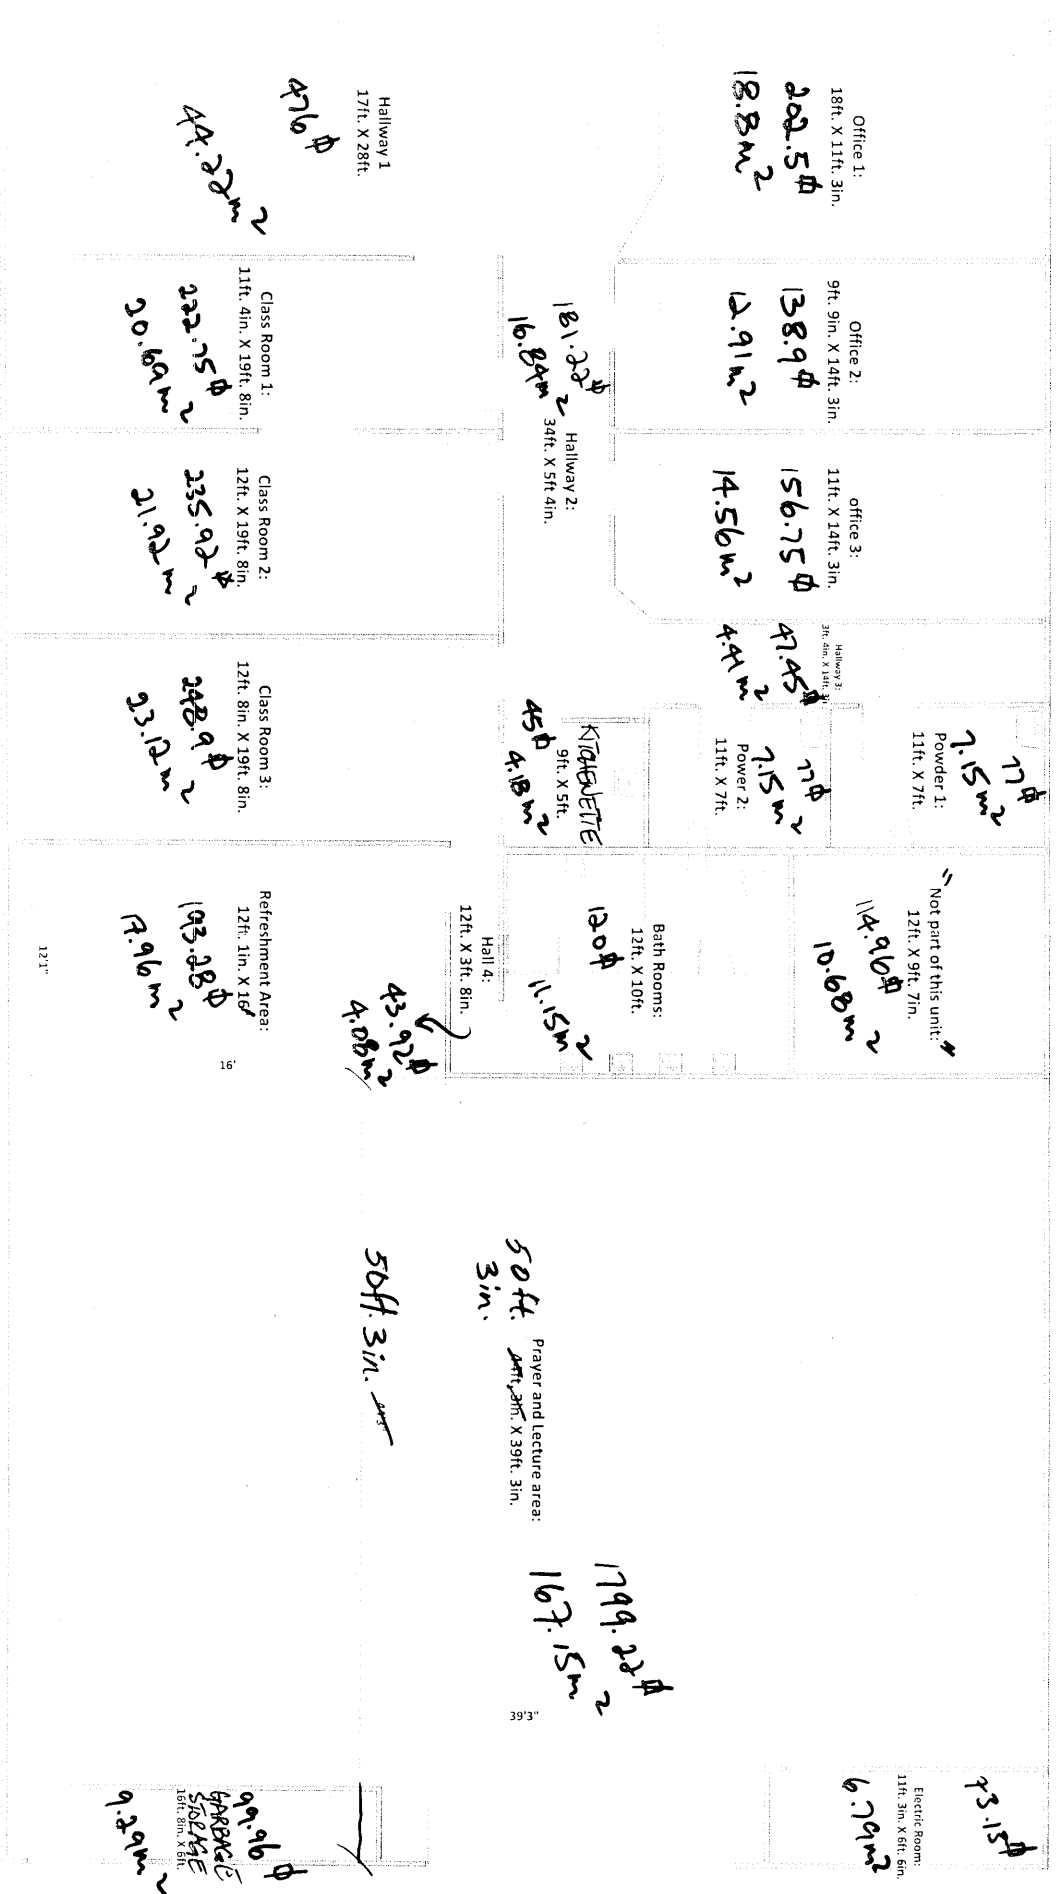 Office 1:
18ft. X 11ft. 3in.
202.5⏀
18.8m²
Hallway 1
17ft. X 28ft.
476⏀
44.22m²
Office 2:
9ft. 9in. X 14ft. 3in.
138.9⏀
12.91m²
181.22⏀
16.84m²
Hallway 2:
34ft. X 5ft 4in.
Class Room 1:
11ft. 4in. X 19ft. 8in.
222.75⏀
20.69m²
office 3:
11ft. X 14ft. 3in.
156.75⏀
14.56m²
Class Room 2:
12ft. X 19ft. 8in.
235.92⏀
21.92m²
Hallway 3:
3ft. 4in. X 14ft. 3in
47.45⏀
4.41m²
Class Room 3:
12ft. 8in. X 19ft. 8in.
248.9⏀
23.12m²
77⏀
7.15m²
Powder 1:
11ft. X 7ft.
77⏀
7.15m²
Power 2:
11ft. X 7ft.
KITCHENETTE
9ft. X 5ft.
45⏀
4.18m²
"Not part of this unit:"
12ft. X 9ft. 7in.
114.96⏀
10.68m²
Bath Rooms:
12ft. X 10ft.
120⏀
11.15m²
Hall 4:
12ft. X 3ft. 8in.
43.92⏀
4.08m²
Refreshment Area:
12ft. 1in. X 16'
193.28⏀
17.96m²
12'1"
16'
Prayer and Lecture area:
50ft. 3in. X 39ft. 3in.
50ft. 3in.
1799.22⏀
167.15m²
39'3"
73.13⏀
Electric Room:
11ft. 3in. X 6ft. 6in.
6.79m²
99.96⏀
GARBAGE
STORAGE
16ft. 8in. X 6ft.
9.29m²